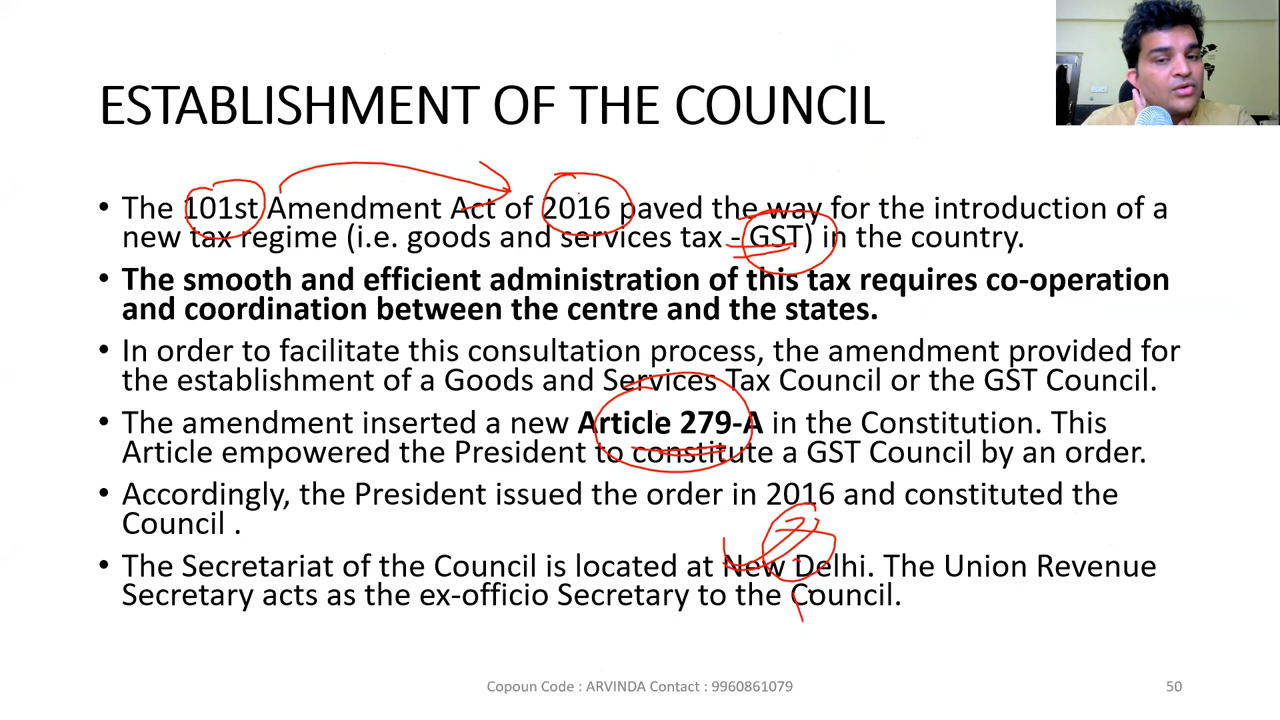 ESTABLISHMENT OF THE COUNCIL
• The 101st Amendment Act of 2016 paved the way for the introduction of a
new tax regime (i.e. goods and services tax - GST) in the country.
• The smooth and efficient administration of this tax requires co-operation
and coordination between the centre and the states.
• In order to facilitate this consultation process, the amendment provided for
the establishment of a Goods and Services Tax Council or the GST Council.
• The amendment inserted a new Article 279-A in the Constitution. This
Article empowered the President to constitute a GST Council by an order.
• Accordingly, the President issued the order in 2016 and constituted the
Council .
• The Secretariat of the Council is located at New Delhi. The Union Revenue
Secretary acts as the ex-officio Secretary to the Council.
Copoun Code : ARVINDA Contact : 9960861079
50